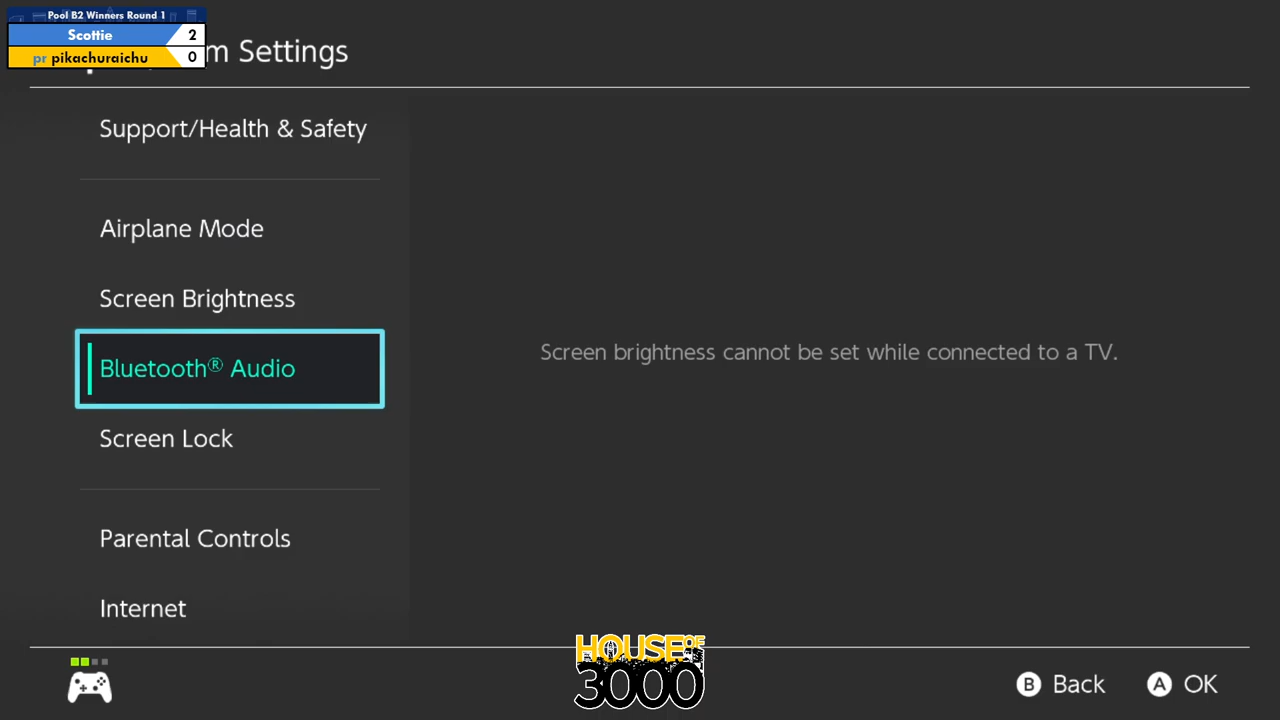 Pool B2 Winners Round 1
Scottie 2
pr pikachuraichu 0
m Settings
Support/Health & Safety
Airplane Mode
Screen Brightness
Bluetooth® Audio
Screen Lock
Parental Controls
Internet
Screen brightness cannot be set while connected to a TV.
HOUSE OF
3000
B Back A OK